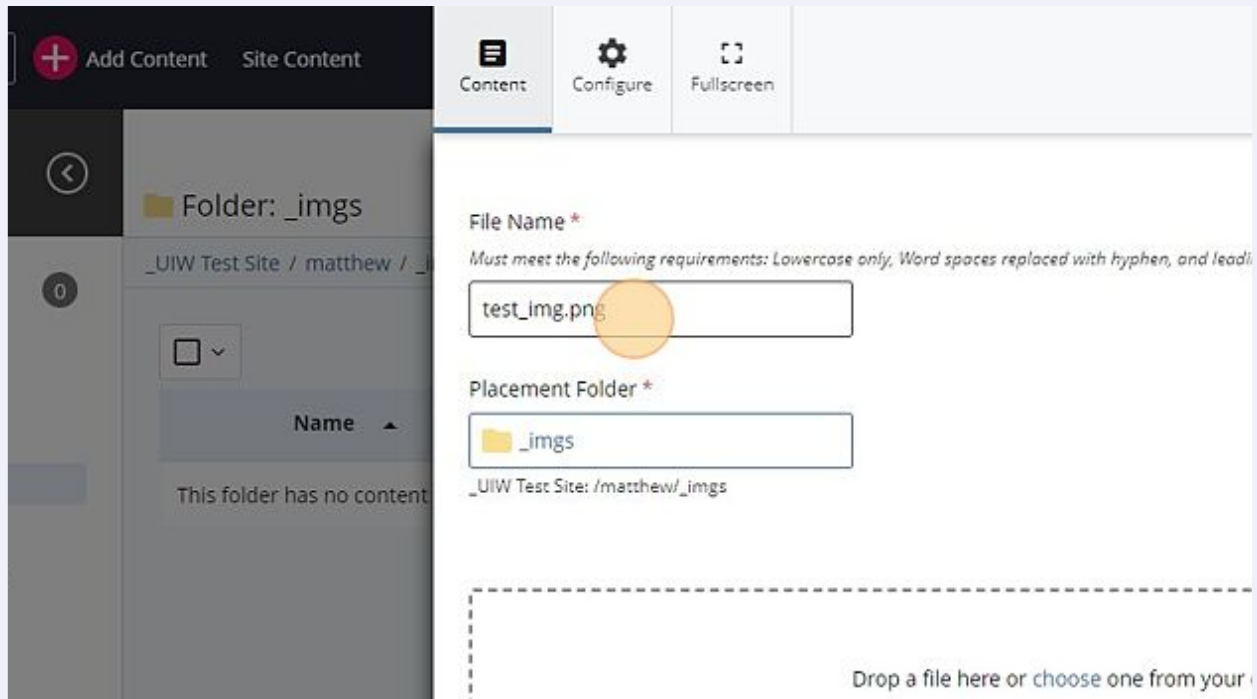 Add Content Site Content
Content Configure Fullscreen
Folder: _imgs
_UIW Test Site / matthew /
0
Name
This folder has no content
File Name *
Must meet the following requirements: Lowercase only, Word spaces replaced with hyphen, and
test_img.png
Placement Folder *
_imgs
_UIW Test Site: /matthew/_imgs
Drop a file here or choose one from your